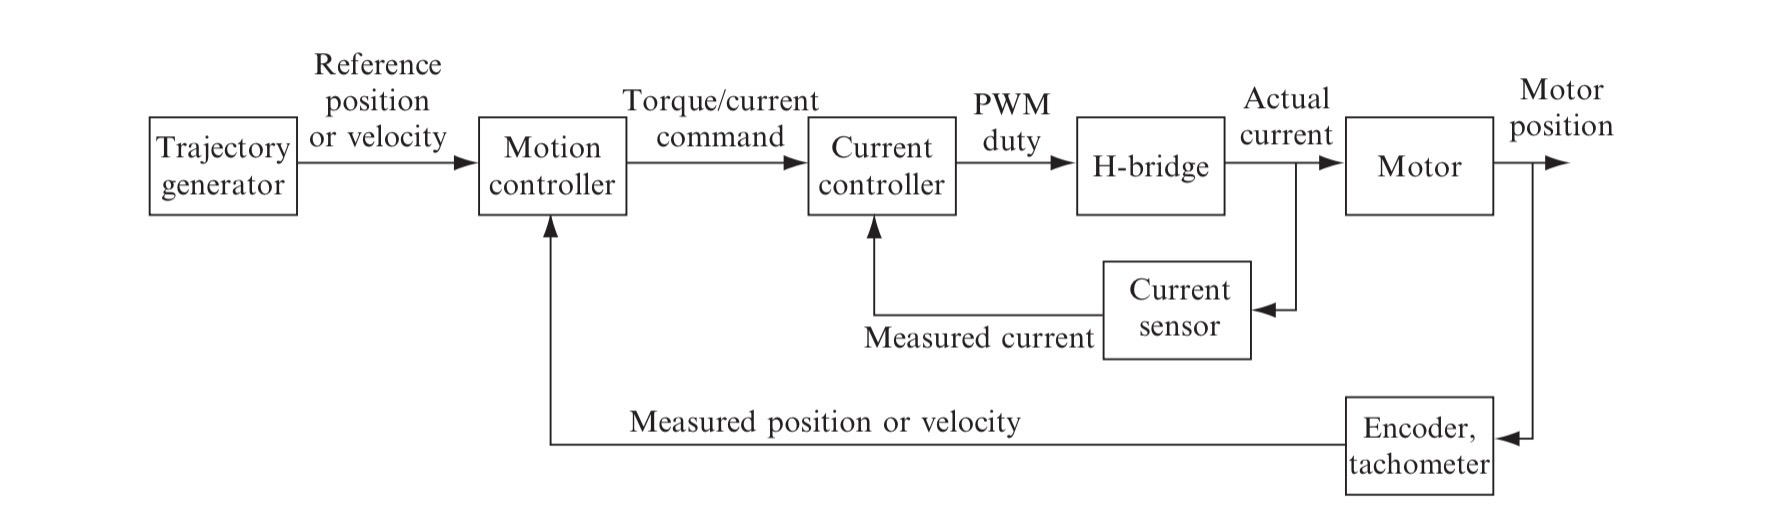 Reference
position
or velocity
Trajectory
generator
Motion
controller
Torque/current
command
Current
controller
PWM
duty
H-bridge
Actual
current
Motor
Motor
position
Current
sensor
Measured current
Measured position or velocity
Encoder,
tachometer